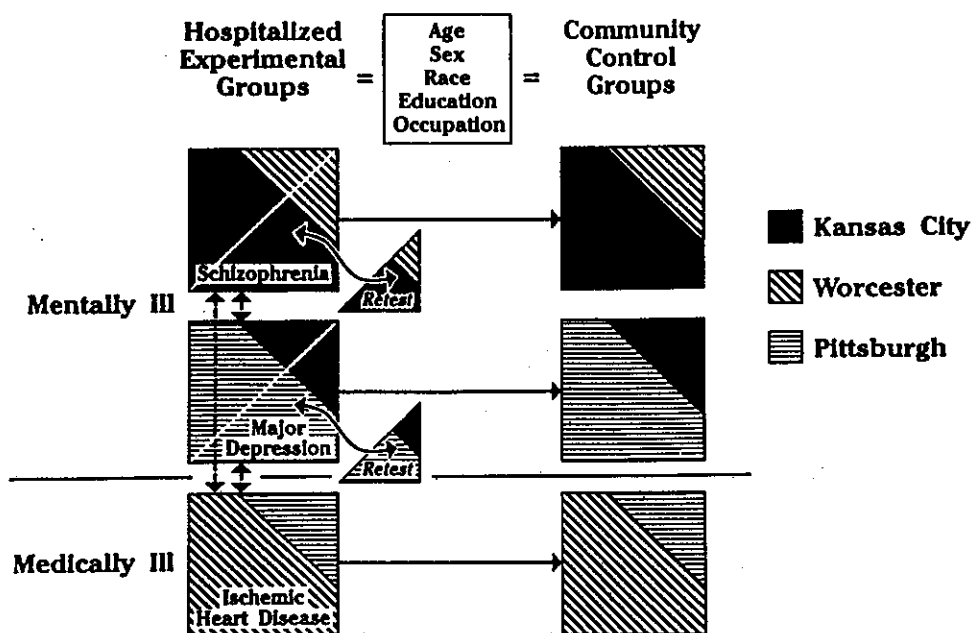 Hospitalized
Experimental
Groups
=
Age
Sex
Race
Education
Occupation
=
Community
Control
Groups
Mentally Ill
Schizophrenia
Retest
Major
Depression
Retest
Medically Ill
Ischemic
Heart Disease
Kansas City
Worcester
Pittsburgh